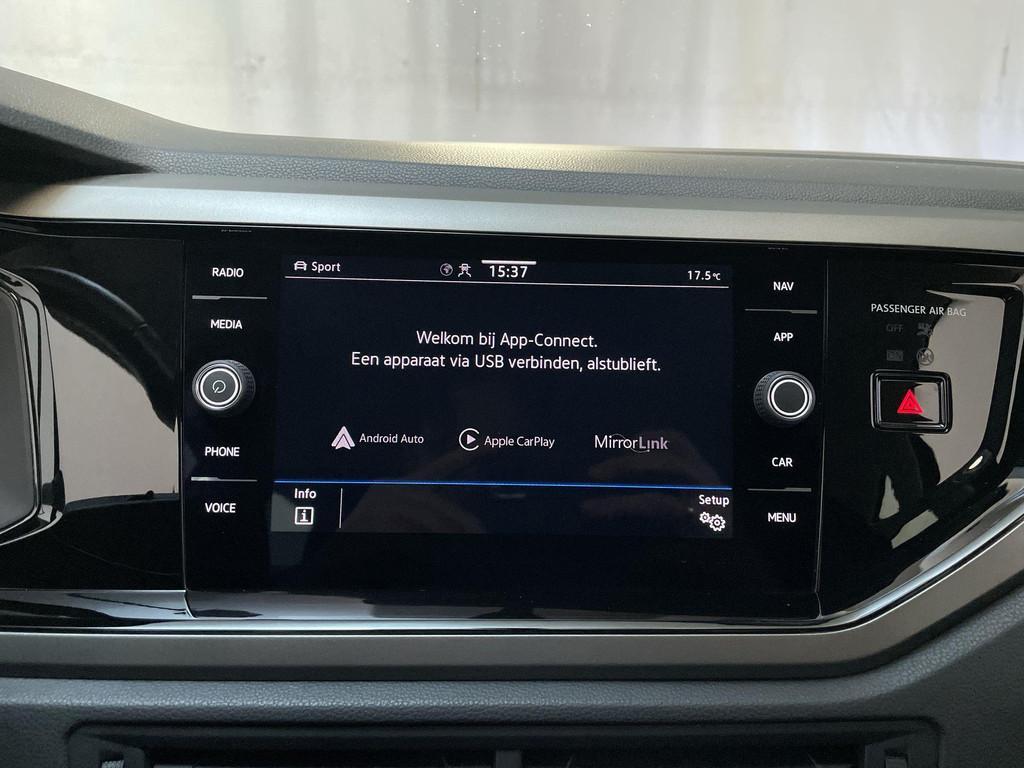 RADIO
MEDIA
PHONE
VOICE
Sport
15:37
17.5°C
Welkom bij App-Connect.
Een apparaat via USB verbinden, alstublieft.
Android Auto
Apple CarPlay
MirrorLink
Info
Setup
NAV
APP
CAR
MENU
PASSENGER AIR BAG
OFF